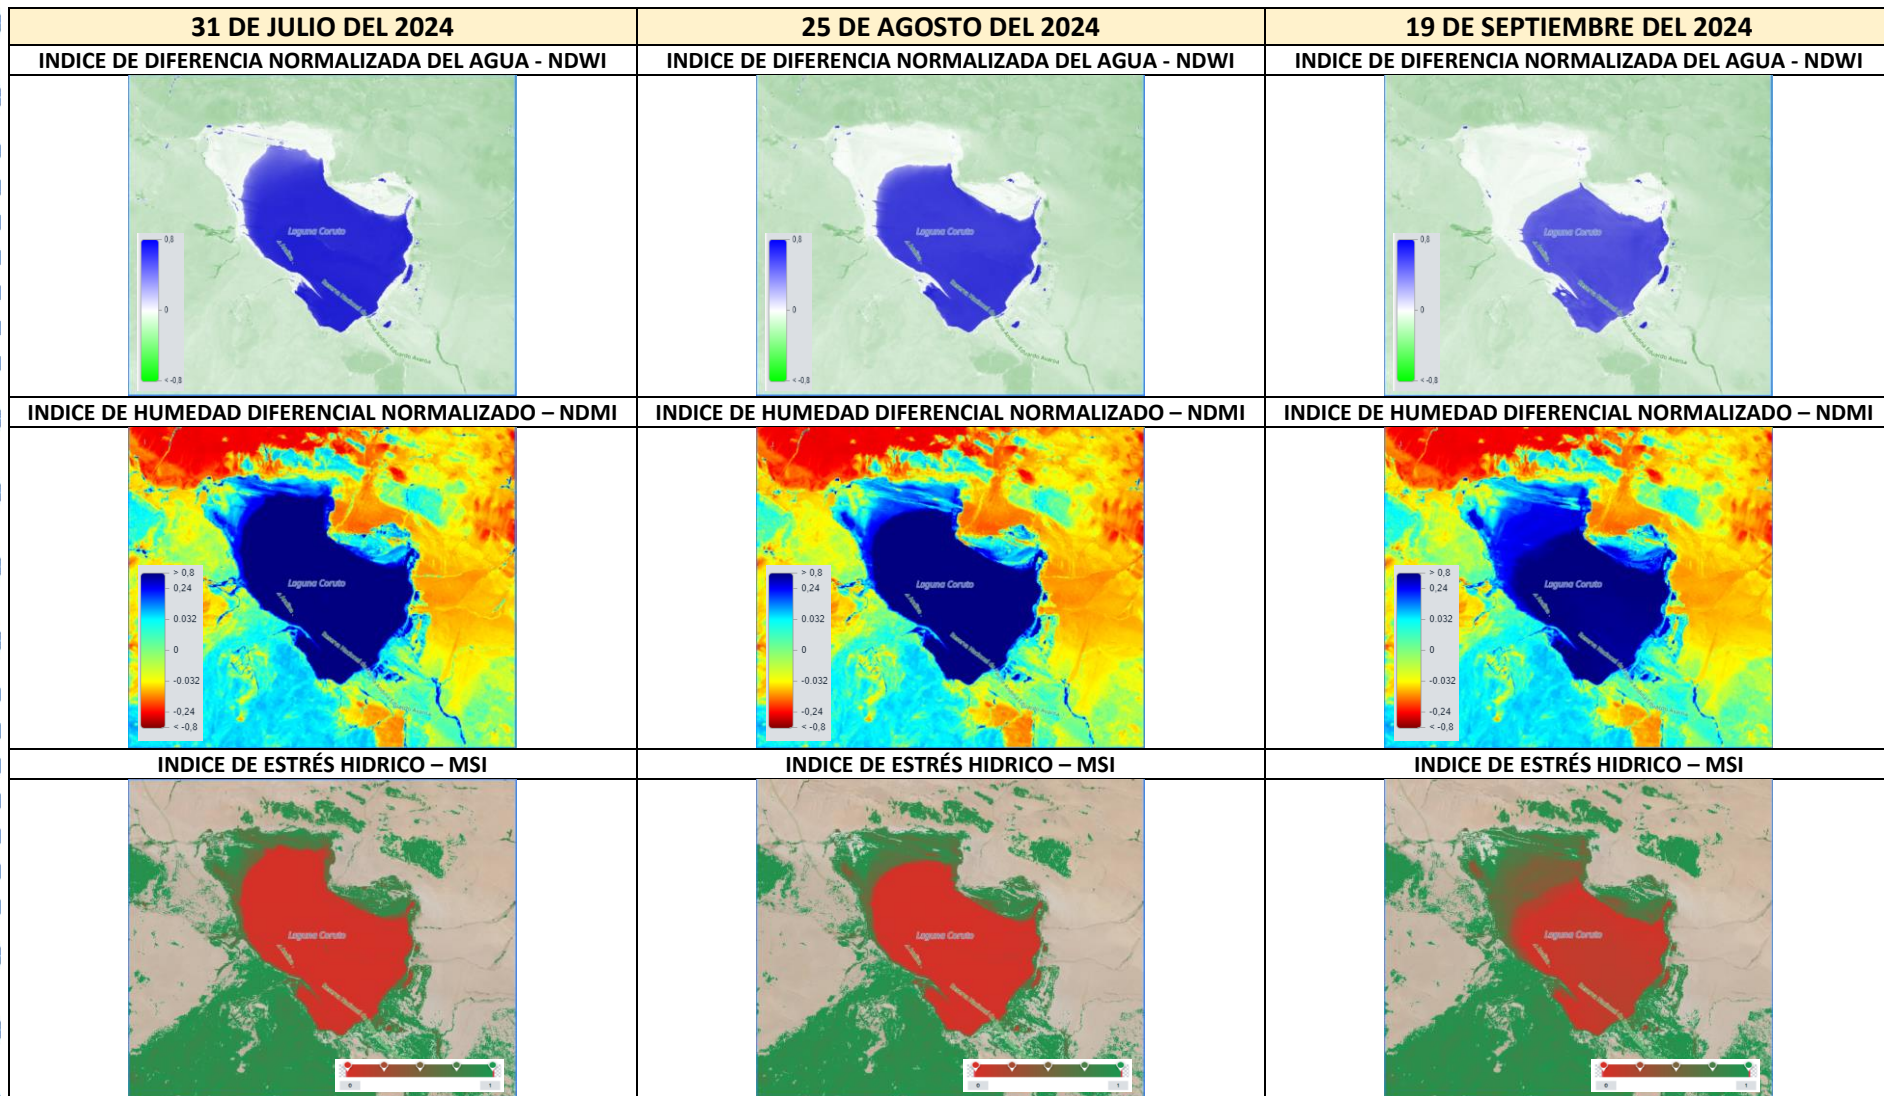 31 DE JULIO DEL 2024
25 DE AGOSTO DEL 2024
19 DE SEPTIEMBRE DEL 2024
INDICE DE DIFERENCIA NORMALIZADA DEL AGUA - NDWI
INDICE DE DIFERENCIA NORMALIZADA DEL AGUA - NDWI
INDICE DE DIFERENCIA NORMALIZADA DEL AGUA - NDWI
Laguna Coruto
0,8
0
< -0,8
Laguna Coruto
0,8
0
< -0,8
Laguna Coruto
0,8
0
< -0,8
INDICE DE HUMEDAD DIFERENCIAL NORMALIZADO – NDMI
INDICE DE HUMEDAD DIFERENCIAL NORMALIZADO – NDMI
INDICE DE HUMEDAD DIFERENCIAL NORMALIZADO – NDMI
Laguna Coruto
> 0,8
0,24
0.032
0
-0.032
-0,24
< -0,8
Laguna Coruto
> 0,8
0,24
0.032
0
-0.032
-0,24
< -0,8
Laguna Coruto
> 0,8
0,24
0.032
0
-0.032
-0,24
< -0,8
INDICE DE ESTRÉS HIDRICO – MSI
INDICE DE ESTRÉS HIDRICO – MSI
INDICE DE ESTRÉS HIDRICO – MSI
Laguna Coruto
0
1
Laguna Coruto
0
1
Laguna Coruto
0
1